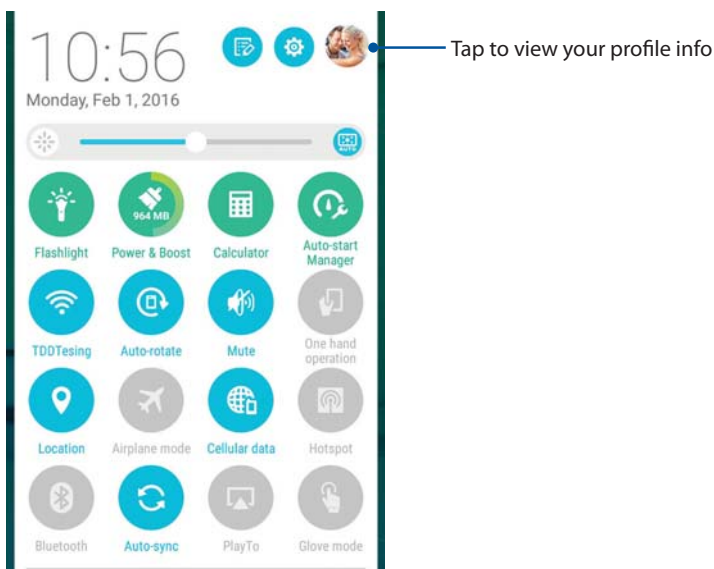 10:56
Tap to view your profile info
Monday, Feb 1, 2016
AUTO
964 MB
Flashlight Power & Boost Calculator Auto-start
Manager
TDDTesing Auto-rotate Mute One hand
operation
Location Airplane mode Cellular data Hotspot
Bluetooth Auto-sync PlayTo Glove mode